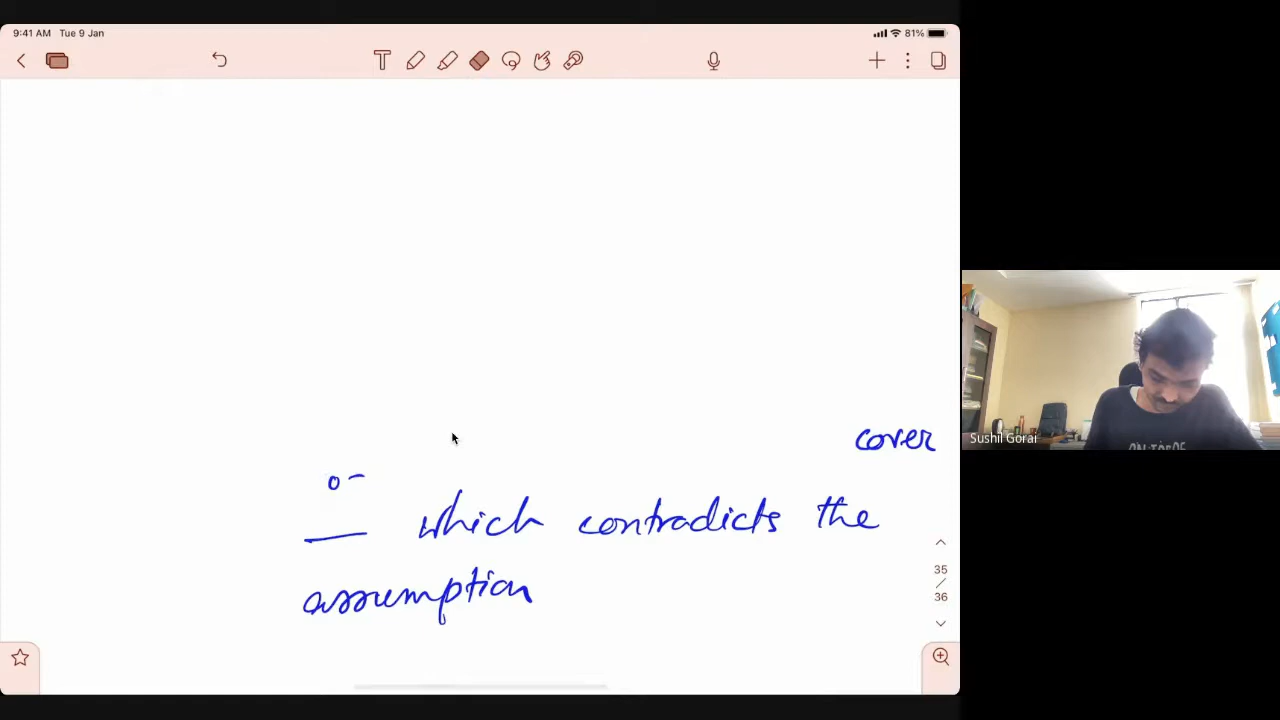 9:41 AM Tue 9 Jan
81%
T
cover
which contradicts the
assumption
35
36
Sushil Gorai